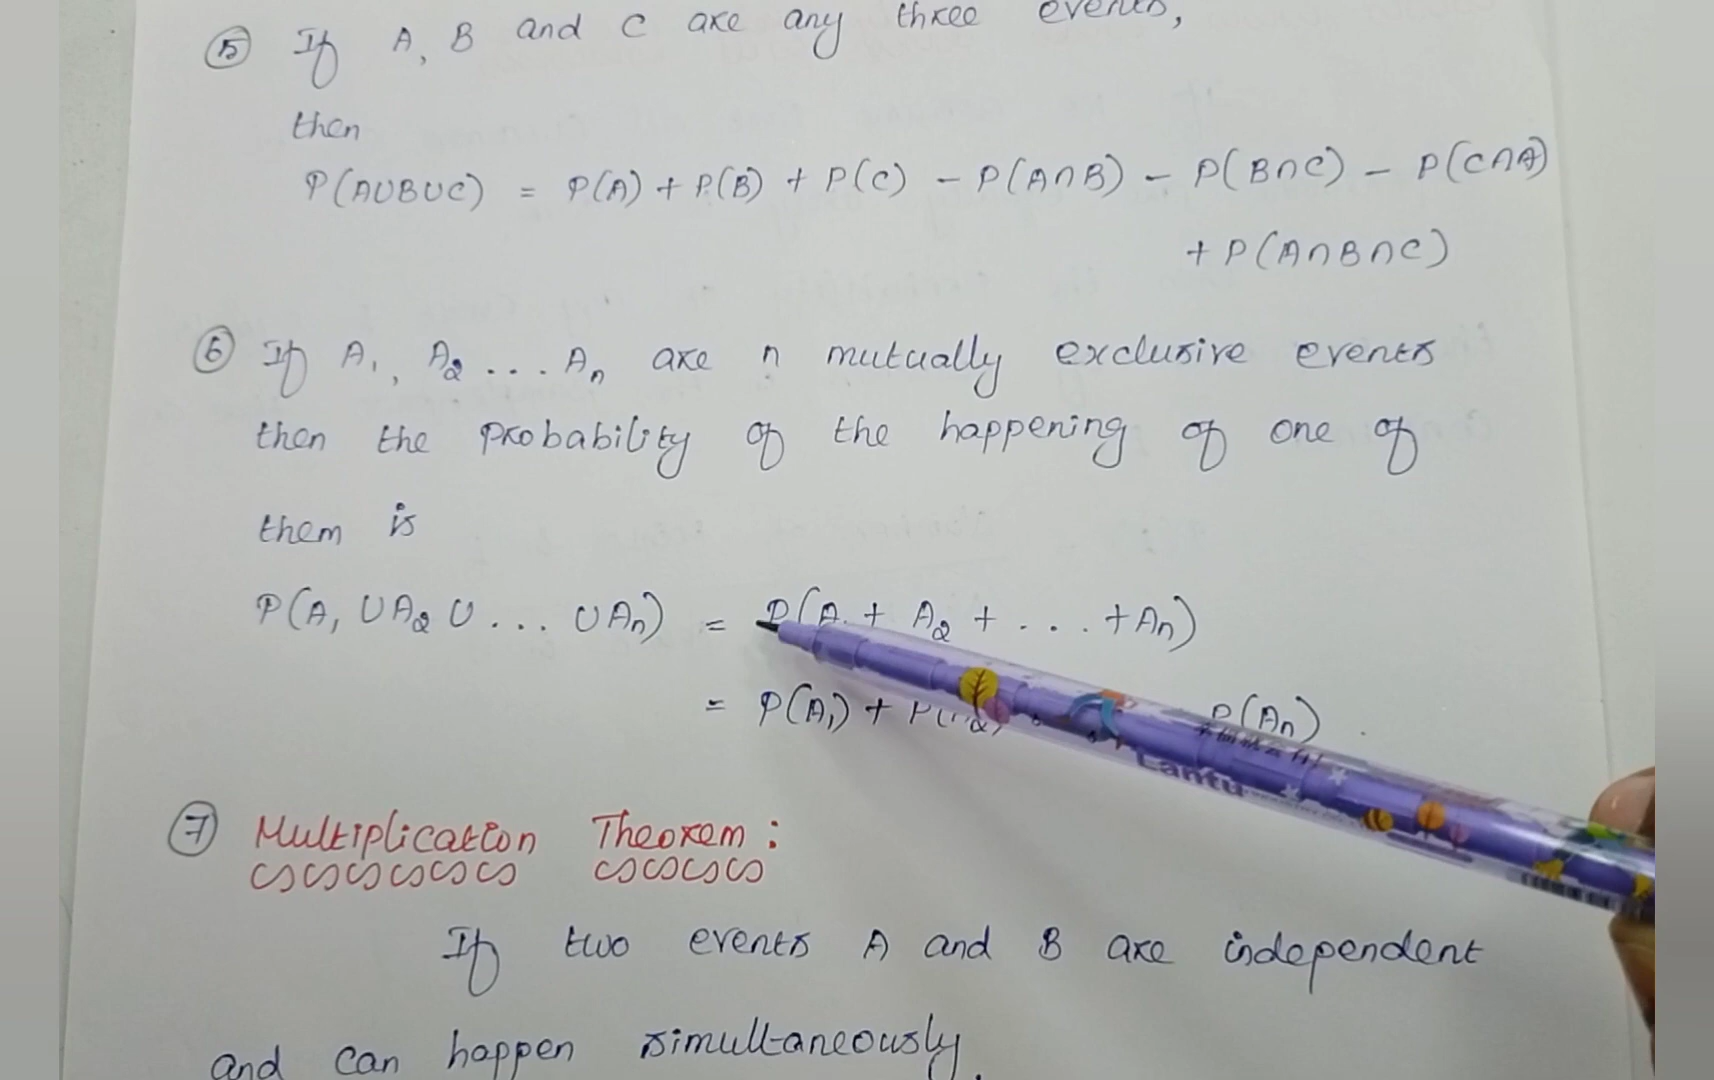 ⑤ If A, B and C are any three events,
then
P(A∪B∪C) = P(A) + P(B) + P(C) - P(A∩B) - P(B∩C) - P(C∩A)
+ P(A∩B∩C)
⑥ If A₁, A₂ ... Aₙ are n mutually exclusive events
then the probability of the happening of one of
them is
P(A₁ ∪ A₂ ∪ ... ∪ Aₙ) = P(A₁ + A₂ + ... + Aₙ)
= P(A₁) + P(A₂) P(Aₙ)
Lantu
⑦ Multiplication Theorem :
If two events A and B are independent
and can happen simultaneously.